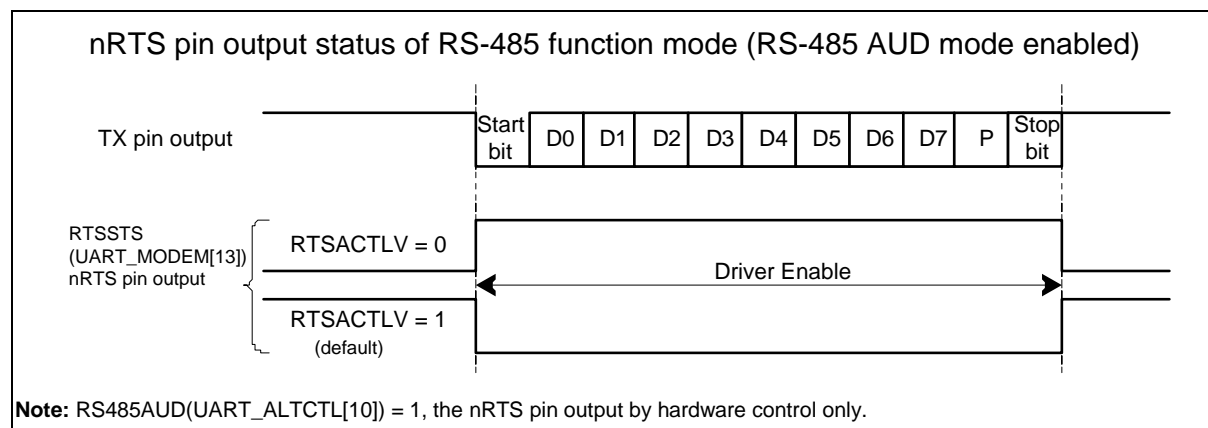 nRTS pin output status of RS-485 function mode (RS-485 AUD mode enabled)
TX pin output
Start bit D0 D1 D2 D3 D4 D5 D6 D7 P Stop bit
RTSSTS
(UART_MODEM[13])
nRTS pin output
RTSACTLV = 0
Driver Enable
RTSACTLV = 1
(default)
Note: RS485AUD(UART_ALTCTL[10]) = 1, the nRTS pin output by hardware control only.